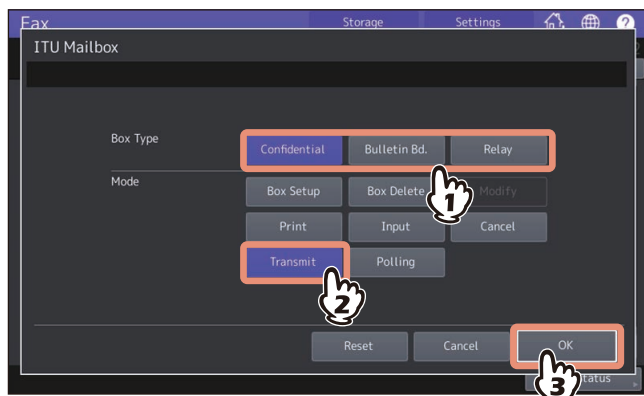 Fax Storage Settings ?
ITU Mailbox
Box Type
Confidential Bulletin Bd. Relay
Mode
Box Setup Box Delete Modify
1
Print Input Cancel
Transmit Polling
2
Reset Cancel OK
3
tatus